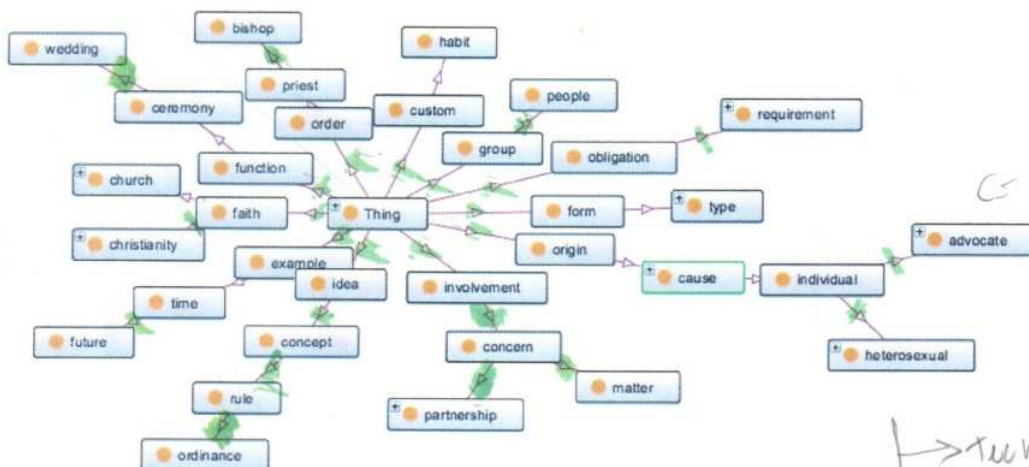 bishop
wedding
habit
priest
people
ceremony
custom
requirement
order
group
function
obligation
church
faith
Thing
form
type
christianity
advocate
origin
example
cause
individual
idea
involvement
time
future
concept
concern
heterosexual
matter
rule
partnership
ordinance